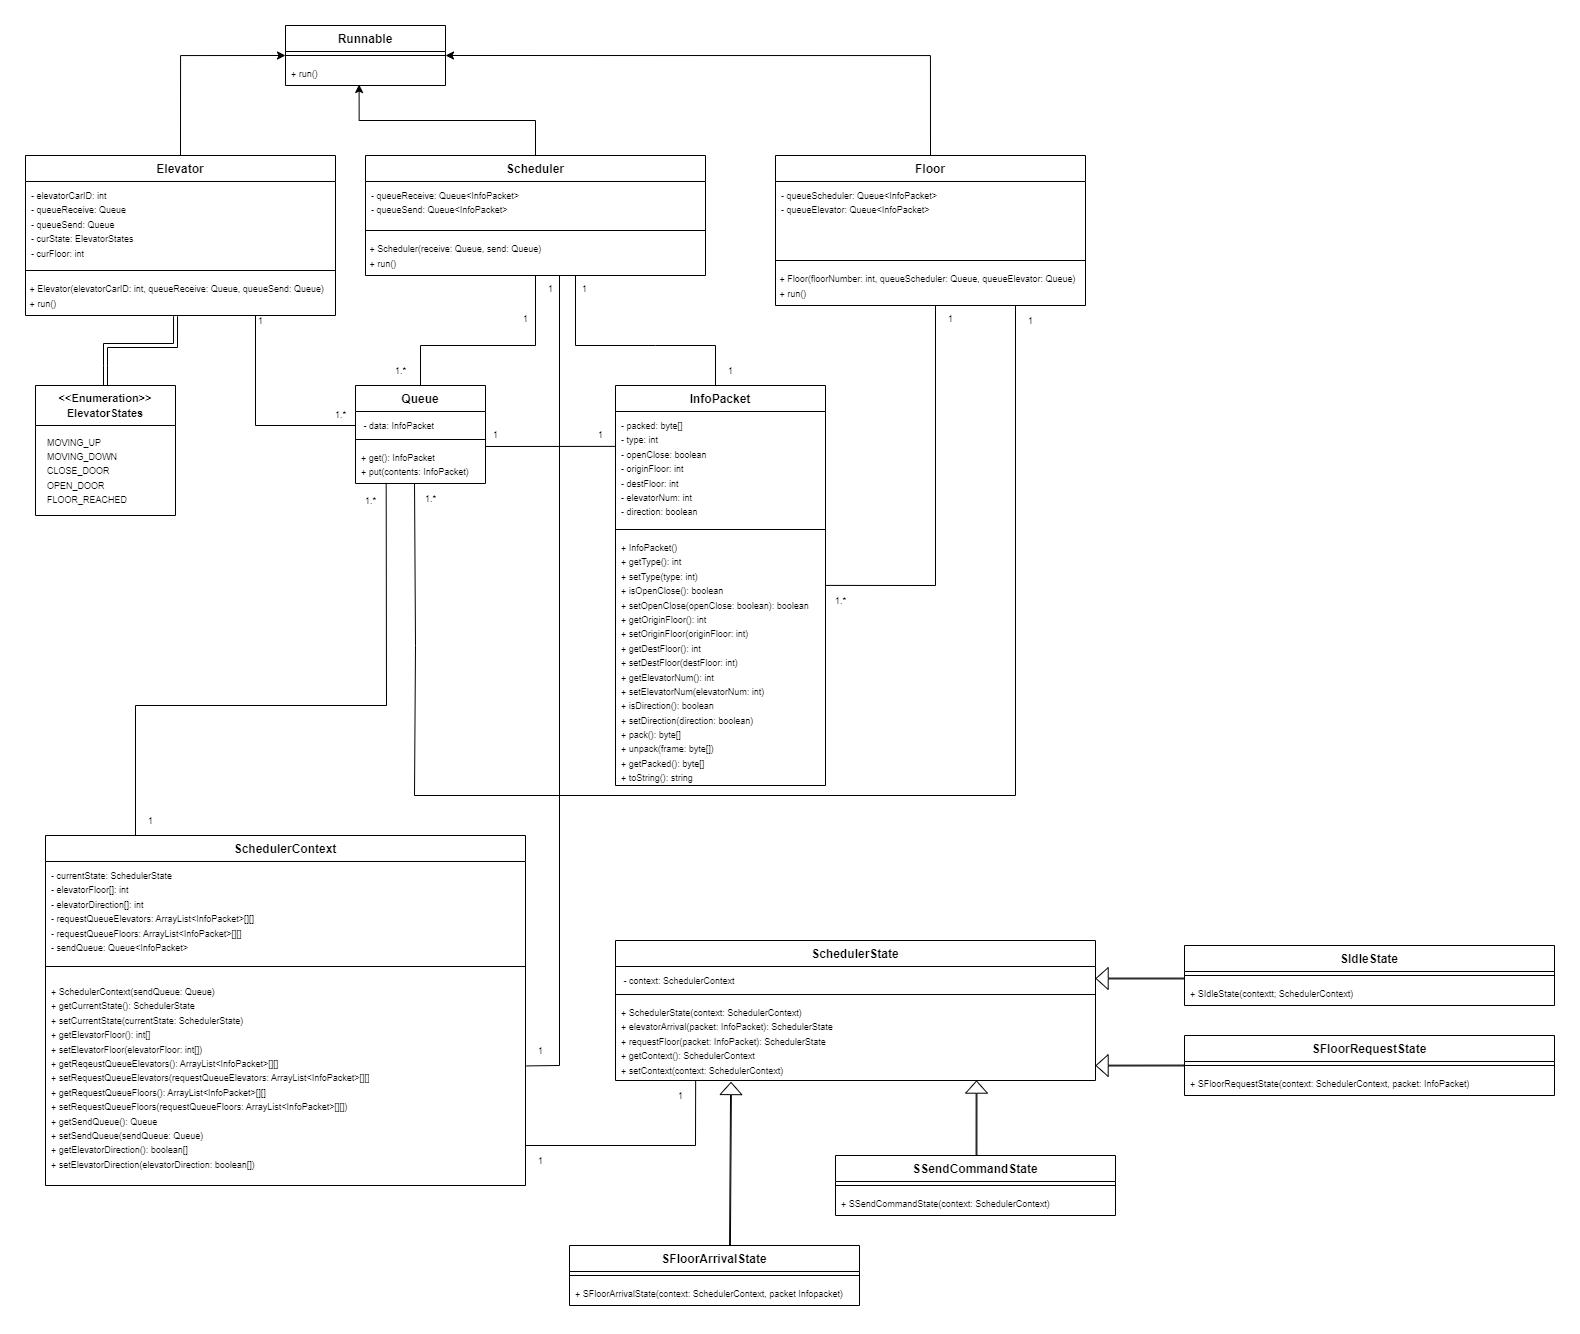 Runnable
+ run()
Elevator
- elevatorCarID: int
- queueReceive: Queue
- queueSend: Queue
- curState: ElevatorStates
- curFloor: int
+ Elevator(elevatorCarID: int, queueReceive: Queue, queueSend: Queue)
+ run()
Scheduler
- queueReceive: Queue<InfoPacket>
- queueSend: Queue<InfoPacket>
+ Scheduler(receive: Queue, send: Queue)
+ run()
Floor
- queueScheduler: Queue<InfoPacket>
- queueElevator: Queue<InfoPacket>
+ Floor(floorNumber: int, queueScheduler: Queue, queueElevator: Queue)
+ run()
1
1
1
1
1
1
1.*
1
1.*
<<Enumeration>>
ElevatorStates
MOVING_UP
MOVING_DOWN
CLOSE_DOOR
OPEN_DOOR
FLOOR_REACHED
Queue
- data: InfoPacket
+ get(): InfoPacket
+ put(contents: InfoPacket)
1
1
1.*
1.*
InfoPacket
- packed: byte[]
- type: int
- openClose: boolean
- originFloor: int
- destFloor: int
- elevatorNum: int
- direction: boolean
+ InfoPacket()
+ getType(): int
+ setType(type: int)
+ isOpenClose(): boolean
+ setOpenClose(openClose: boolean): boolean
+ getOriginFloor(): int
+ setOriginFloor(originFloor: int)
+ getDestFloor(): int
+ setDestFloor(destFloor: int)
+ getElevatorNum(): int
+ setElevatorNum(elevatorNum: int)
+ isDirection(): boolean
+ setDirection(direction: boolean)
+ pack(): byte[]
+ unpack(frame: byte[])
+ getPacked(): byte[]
+ toString(): string
1.*
1
SchedulerContext
- currentState: SchedulerState
- elevatorFloor[]: int
- elevatorDirection[]: int
- requestQueueElevators: ArrayList<InfoPacket>[][]
- requestQueueFloors: ArrayList<InfoPacket>[][]
- sendQueue: Queue<InfoPacket>
+ SchedulerContext(sendQueue: Queue)
+ getCurrentState(): SchedulerState
+ setCurrentState(currentState: SchedulerState)
+ getElevatorFloor(): int[]
+ setElevatorFloor(elevatorFloor: int[])
+ getReqeustQueueElevators(): ArrayList<InfoPacket>[][]
+ setRequestQueueElevators(requestQueueElevators: ArrayList<InfoPacket>[][]
+ getRequestQueueFloors(): ArrayList<InfoPacket>[][]
+ setRequestQueueFloors(requestQueueFloors: ArrayList<InfoPacket>[][])
+ getSendQueue(): Queue
+ setSendQueue(sendQueue: Queue)
+ getElevatorDirection(): boolean[]
+ setElevatorDirection(elevatorDirection: boolean[])
1
1
1
SchedulerState
- context: SchedulerContext
+ SchedulerState(context: SchedulerContext)
+ elevatorArrival(packet: InfoPacket): SchedulerState
+ requestFloor(packet: InfoPacket): SchedulerState
+ getContext(): SchedulerContext
+ setContext(context: SchedulerContext)
SIdleState
+ SIdleState(contextt; SchedulerContext)
SFloorRequestState
+ SFloorRequestState(context: SchedulerContext, packet: InfoPacket)
SSendCommandState
+ SSendCommandState(context: SchedulerContext)
SFloorArrivalState
+ SFloorArrivalState(context: SchedulerContext, packet Infopacket)